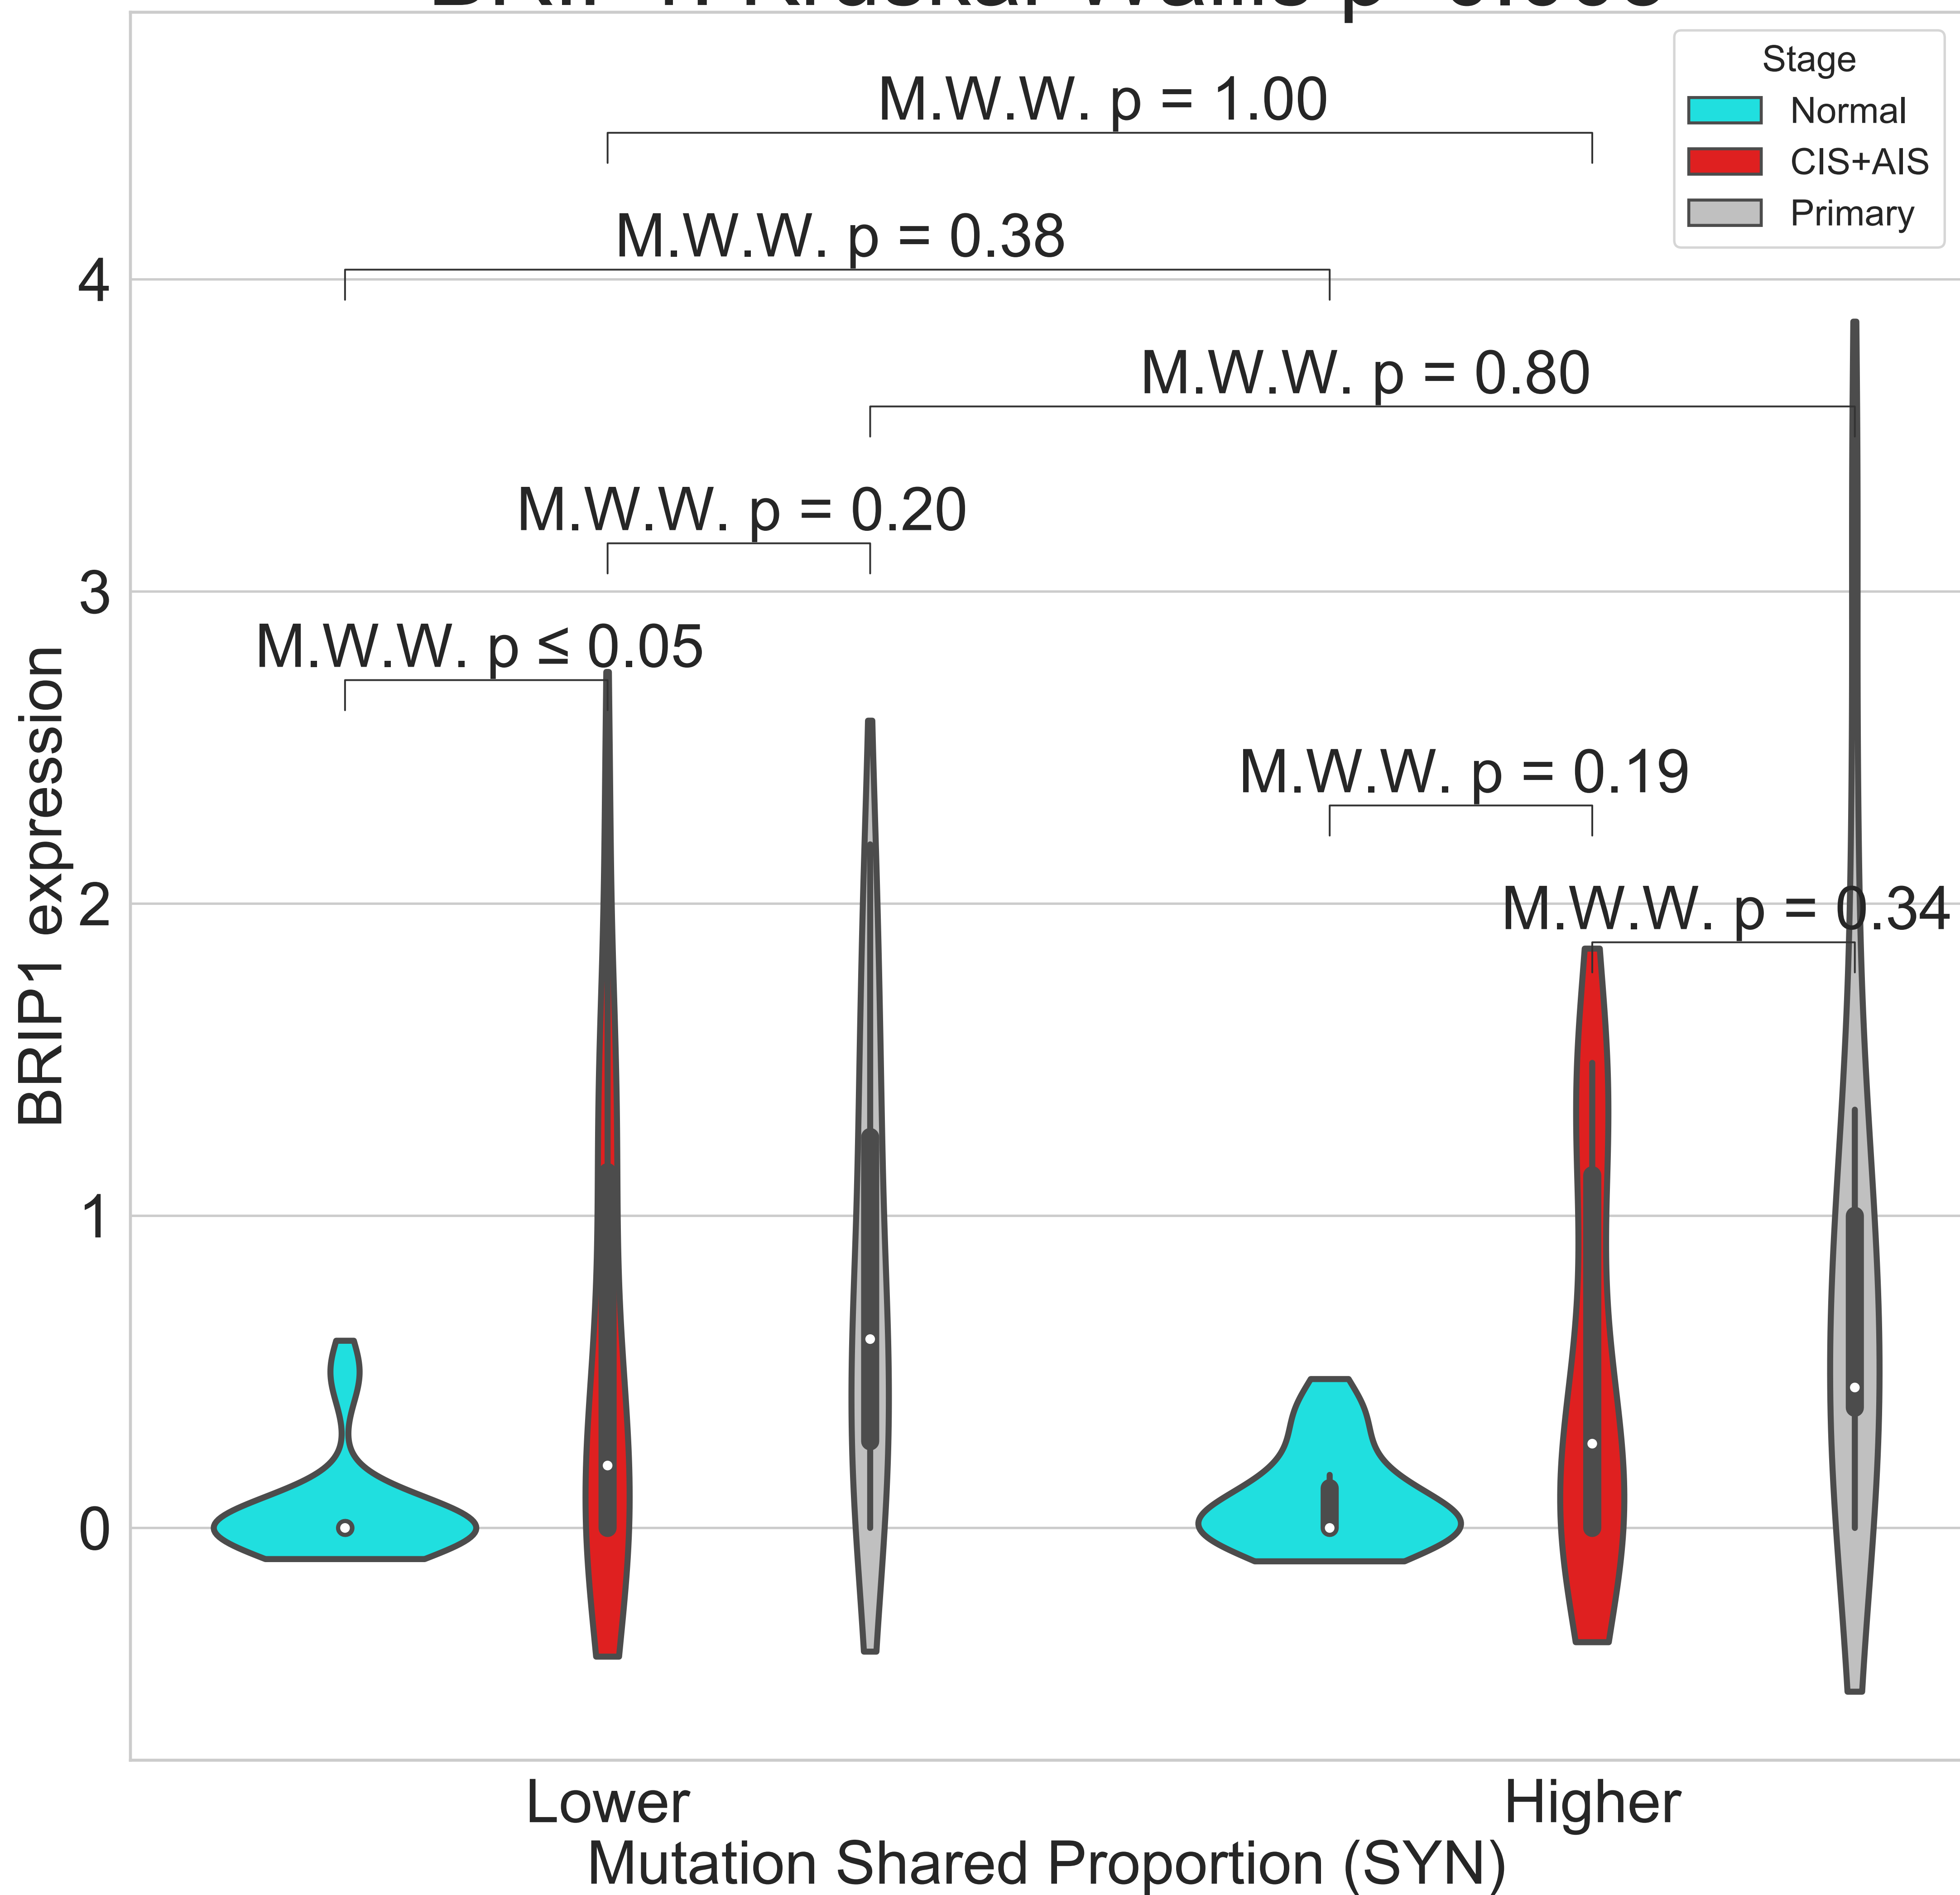 Stage
Normal
CIS+AIS
Primary
M.W.W. p = 1.00
M.W.W. p = 0.38
M.W.W. p = 0.80
M.W.W. p = 0.20
M.W.W. p ≤ 0.05
M.W.W. p = 0.19
M.W.W. p = 0.34
4
3
2
1
0
BRIP1 expression
Lower
Higher
Mutation Shared Proportion (SYN)